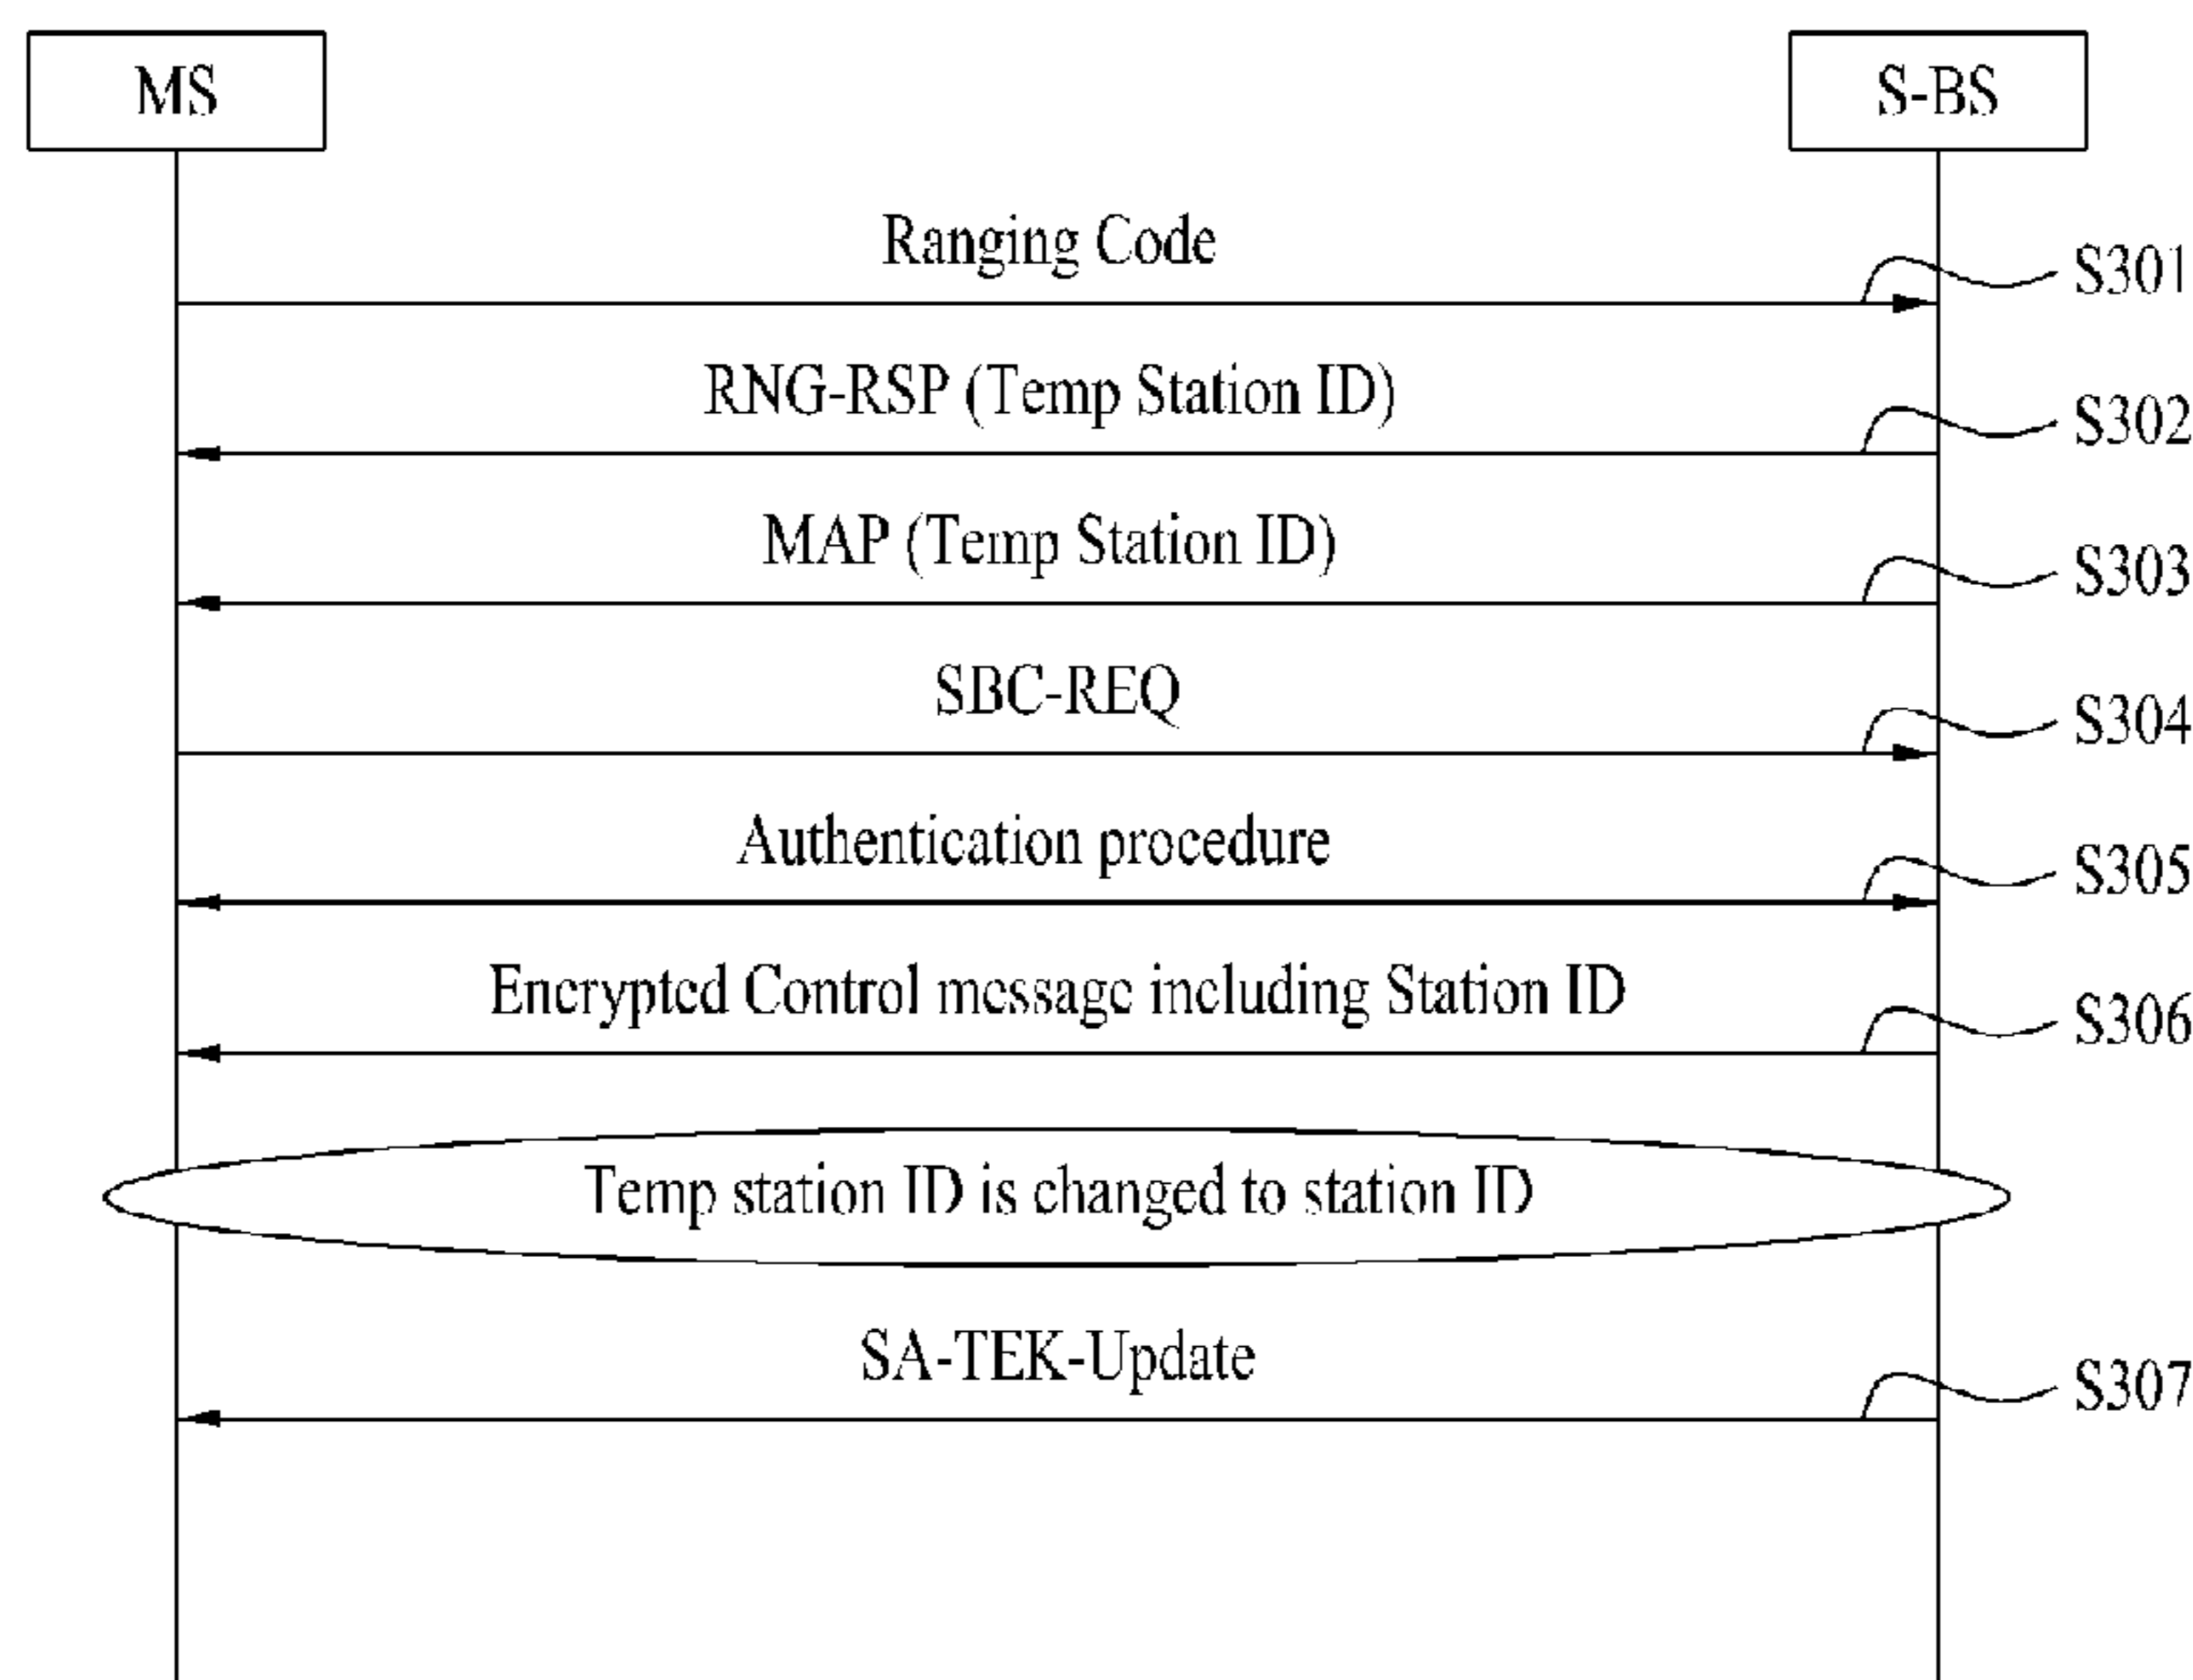 MS
S-BS
Ranging Code
S301
RNG-RSP (Temp Station ID)
S302
MAP (Temp Station ID)
S303
SBC-REQ
S304
Authentication procedure
S305
Encrypted Control message including Station ID
S306
Temp station ID is changed to station ID
SA-TEK-Update
S307